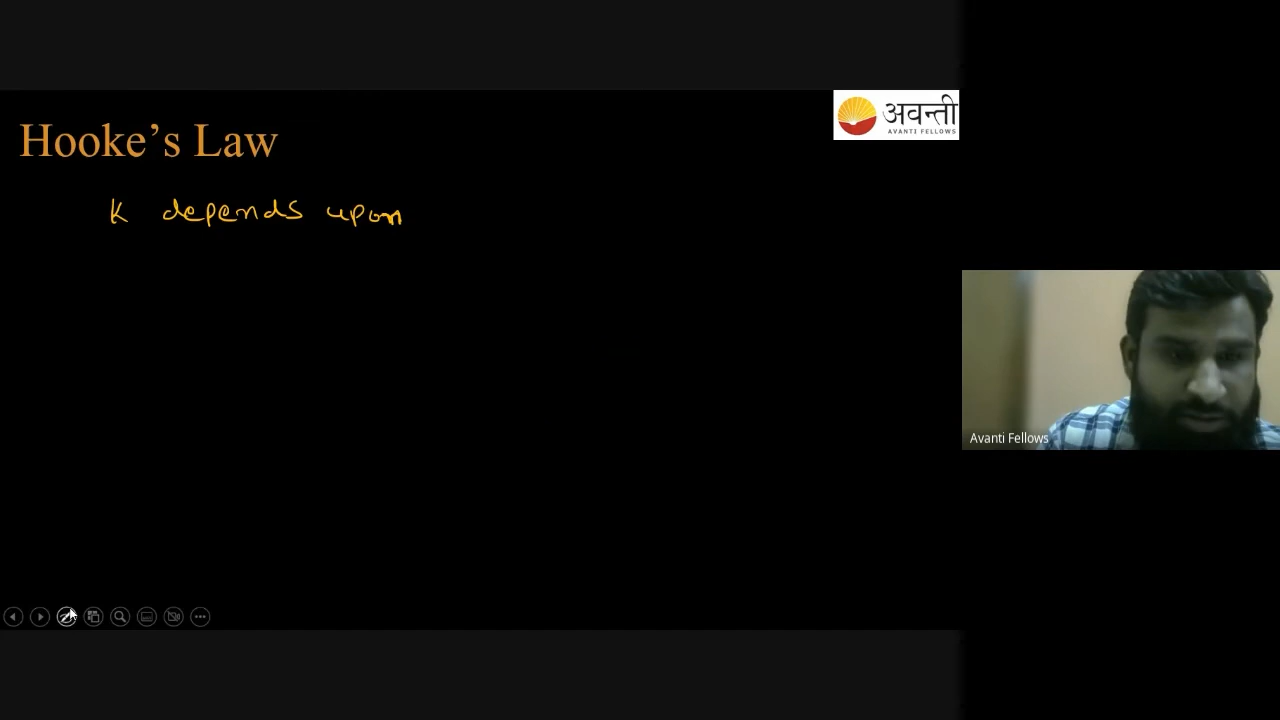 अवन्ती
AVANTI FELLOWS
Hooke's Law
K depends upon
Avanti Fellows